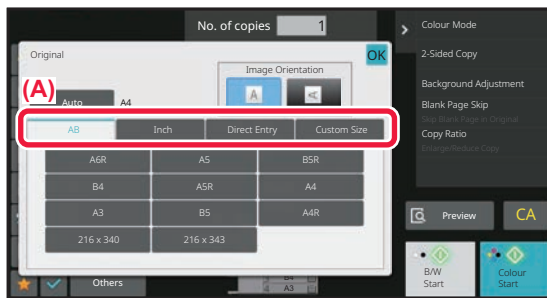 No. of copies 1
Original
OK
Image Orientation
A
A
(A)
Auto
A4
AB
Inch
Direct Entry
Custom Size
A6R
A5
B5R
B4
A5R
A4
A3
B5
A4R
216 x 340
216 x 343
Others
B4
A3
Colour Mode
2-Sided Copy
Background Adjustment
Blank Page Skip
Skip Blank Page in Original
Copy Ratio
Enlarge/Reduce Copy
Preview
CA
B/W
Start
Colour
Start